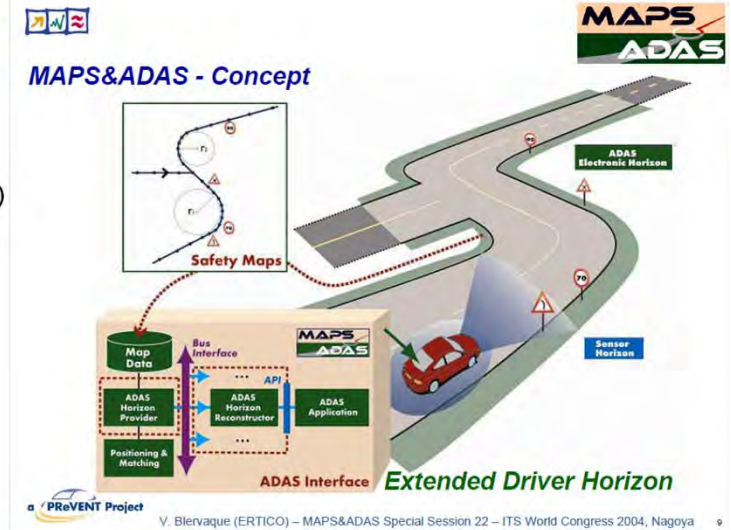 MAPS
ADAS
MAPS&ADAS - Concept
ADAS
Electronic Horizon
Safety Maps
70
Sensor
Horizon
Map
Data
Bus
Interface
MAPS
ADAS
...
API
ADAS
Horizon
Provider
ADAS
Horizon
Reconstructor
ADAS
Application
...
Positioning &
Matching
ADAS Interface
Extended Driver Horizon
a PReVENT Project
V. Blervaque (ERTICO) – MAPS&ADAS Special Session 22 – ITS World Congress 2004, Nagoya
9